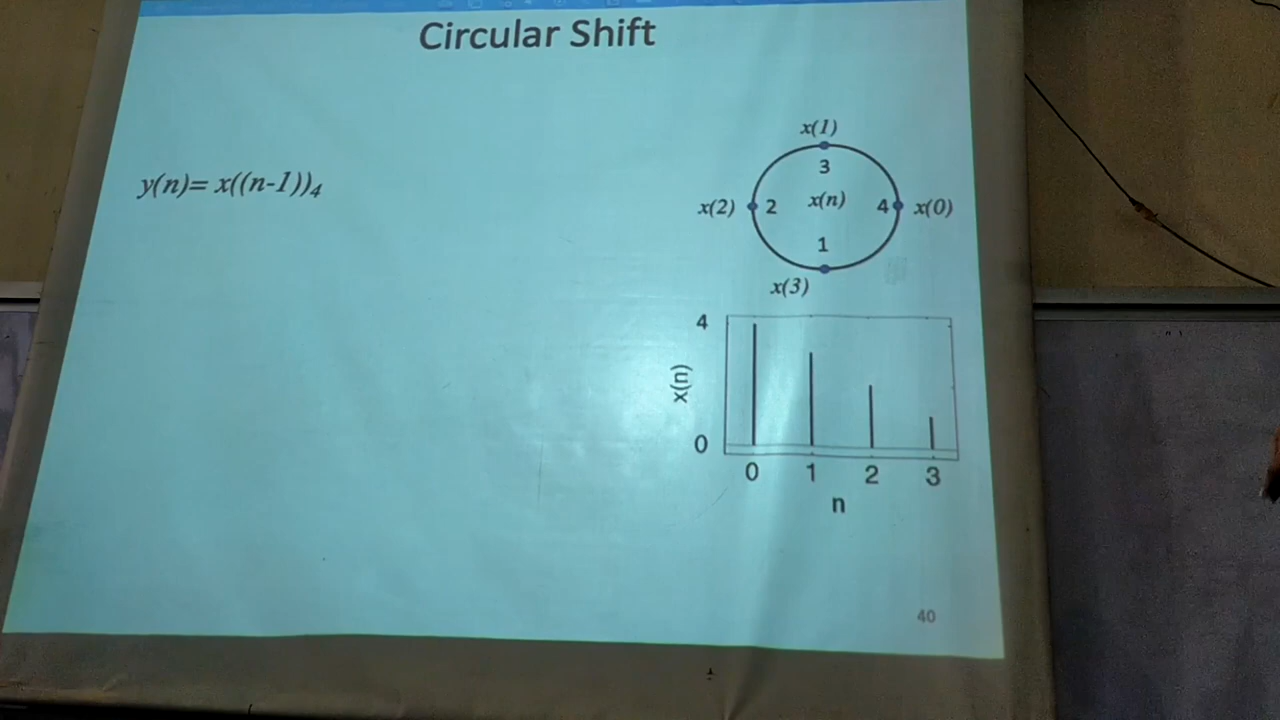 Circular Shift
y(n)= x((n-1))4
x(1)
3
x(2) 2 x(n) 4 x(0)
1
x(3)
4
x(n)
0
0 1 2 3
n
40